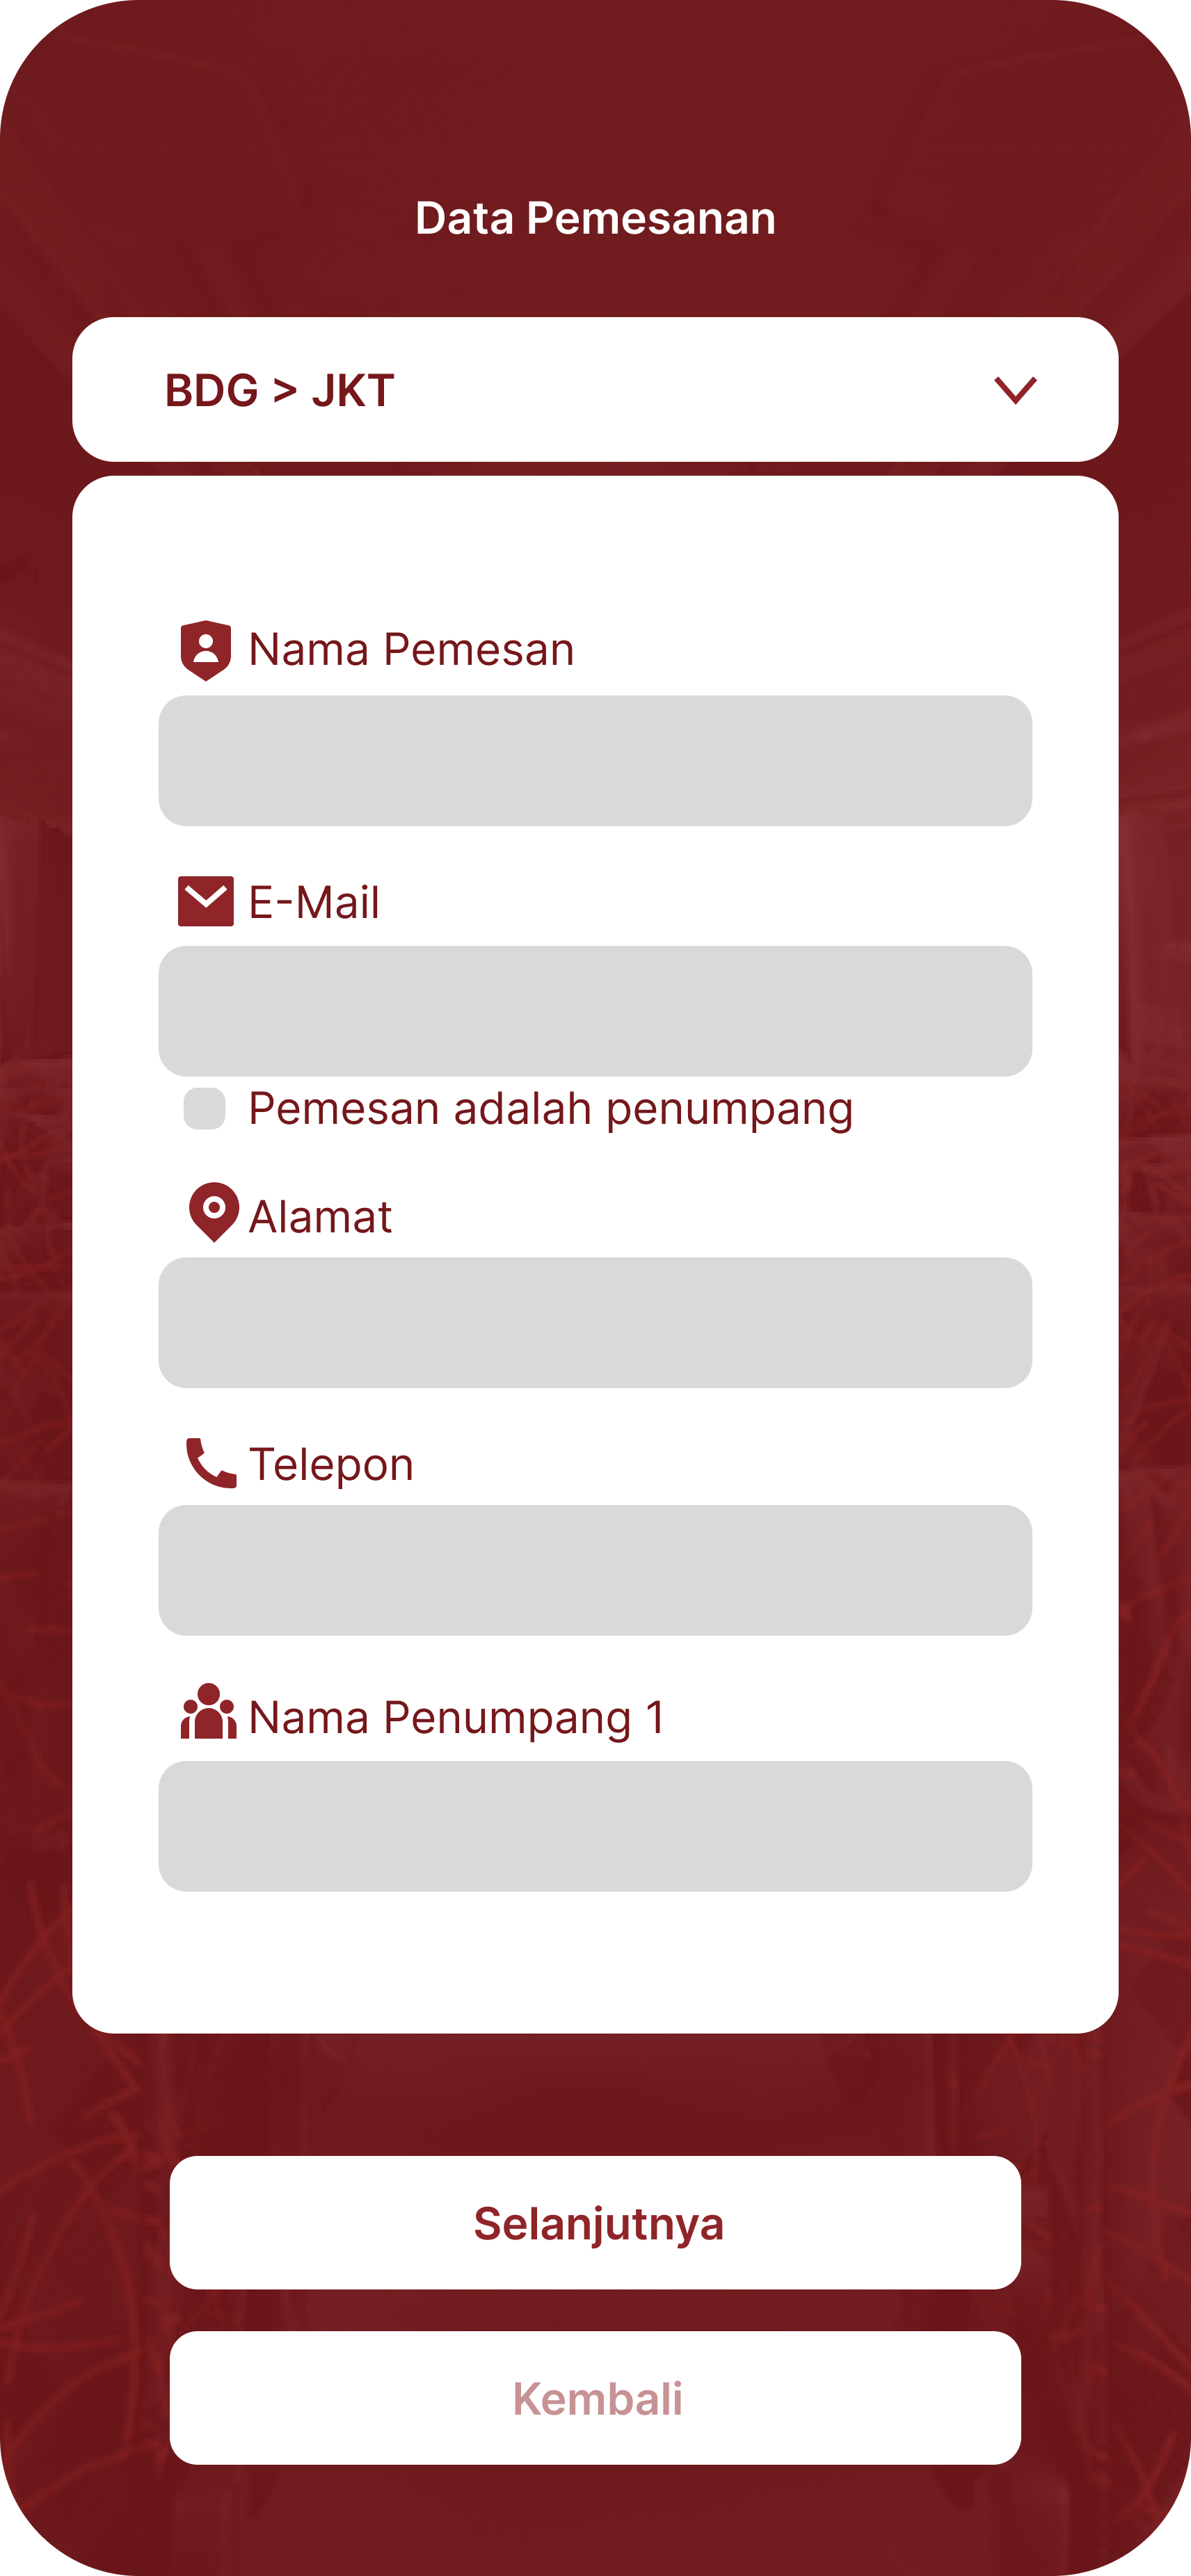 Data Pemesanan
BDG > JKT
Nama Pemesan
E-Mail
Pemesan adalah penumpang
Alamat
Telepon
Nama Penumpang 1
Selanjutnya
Kembali